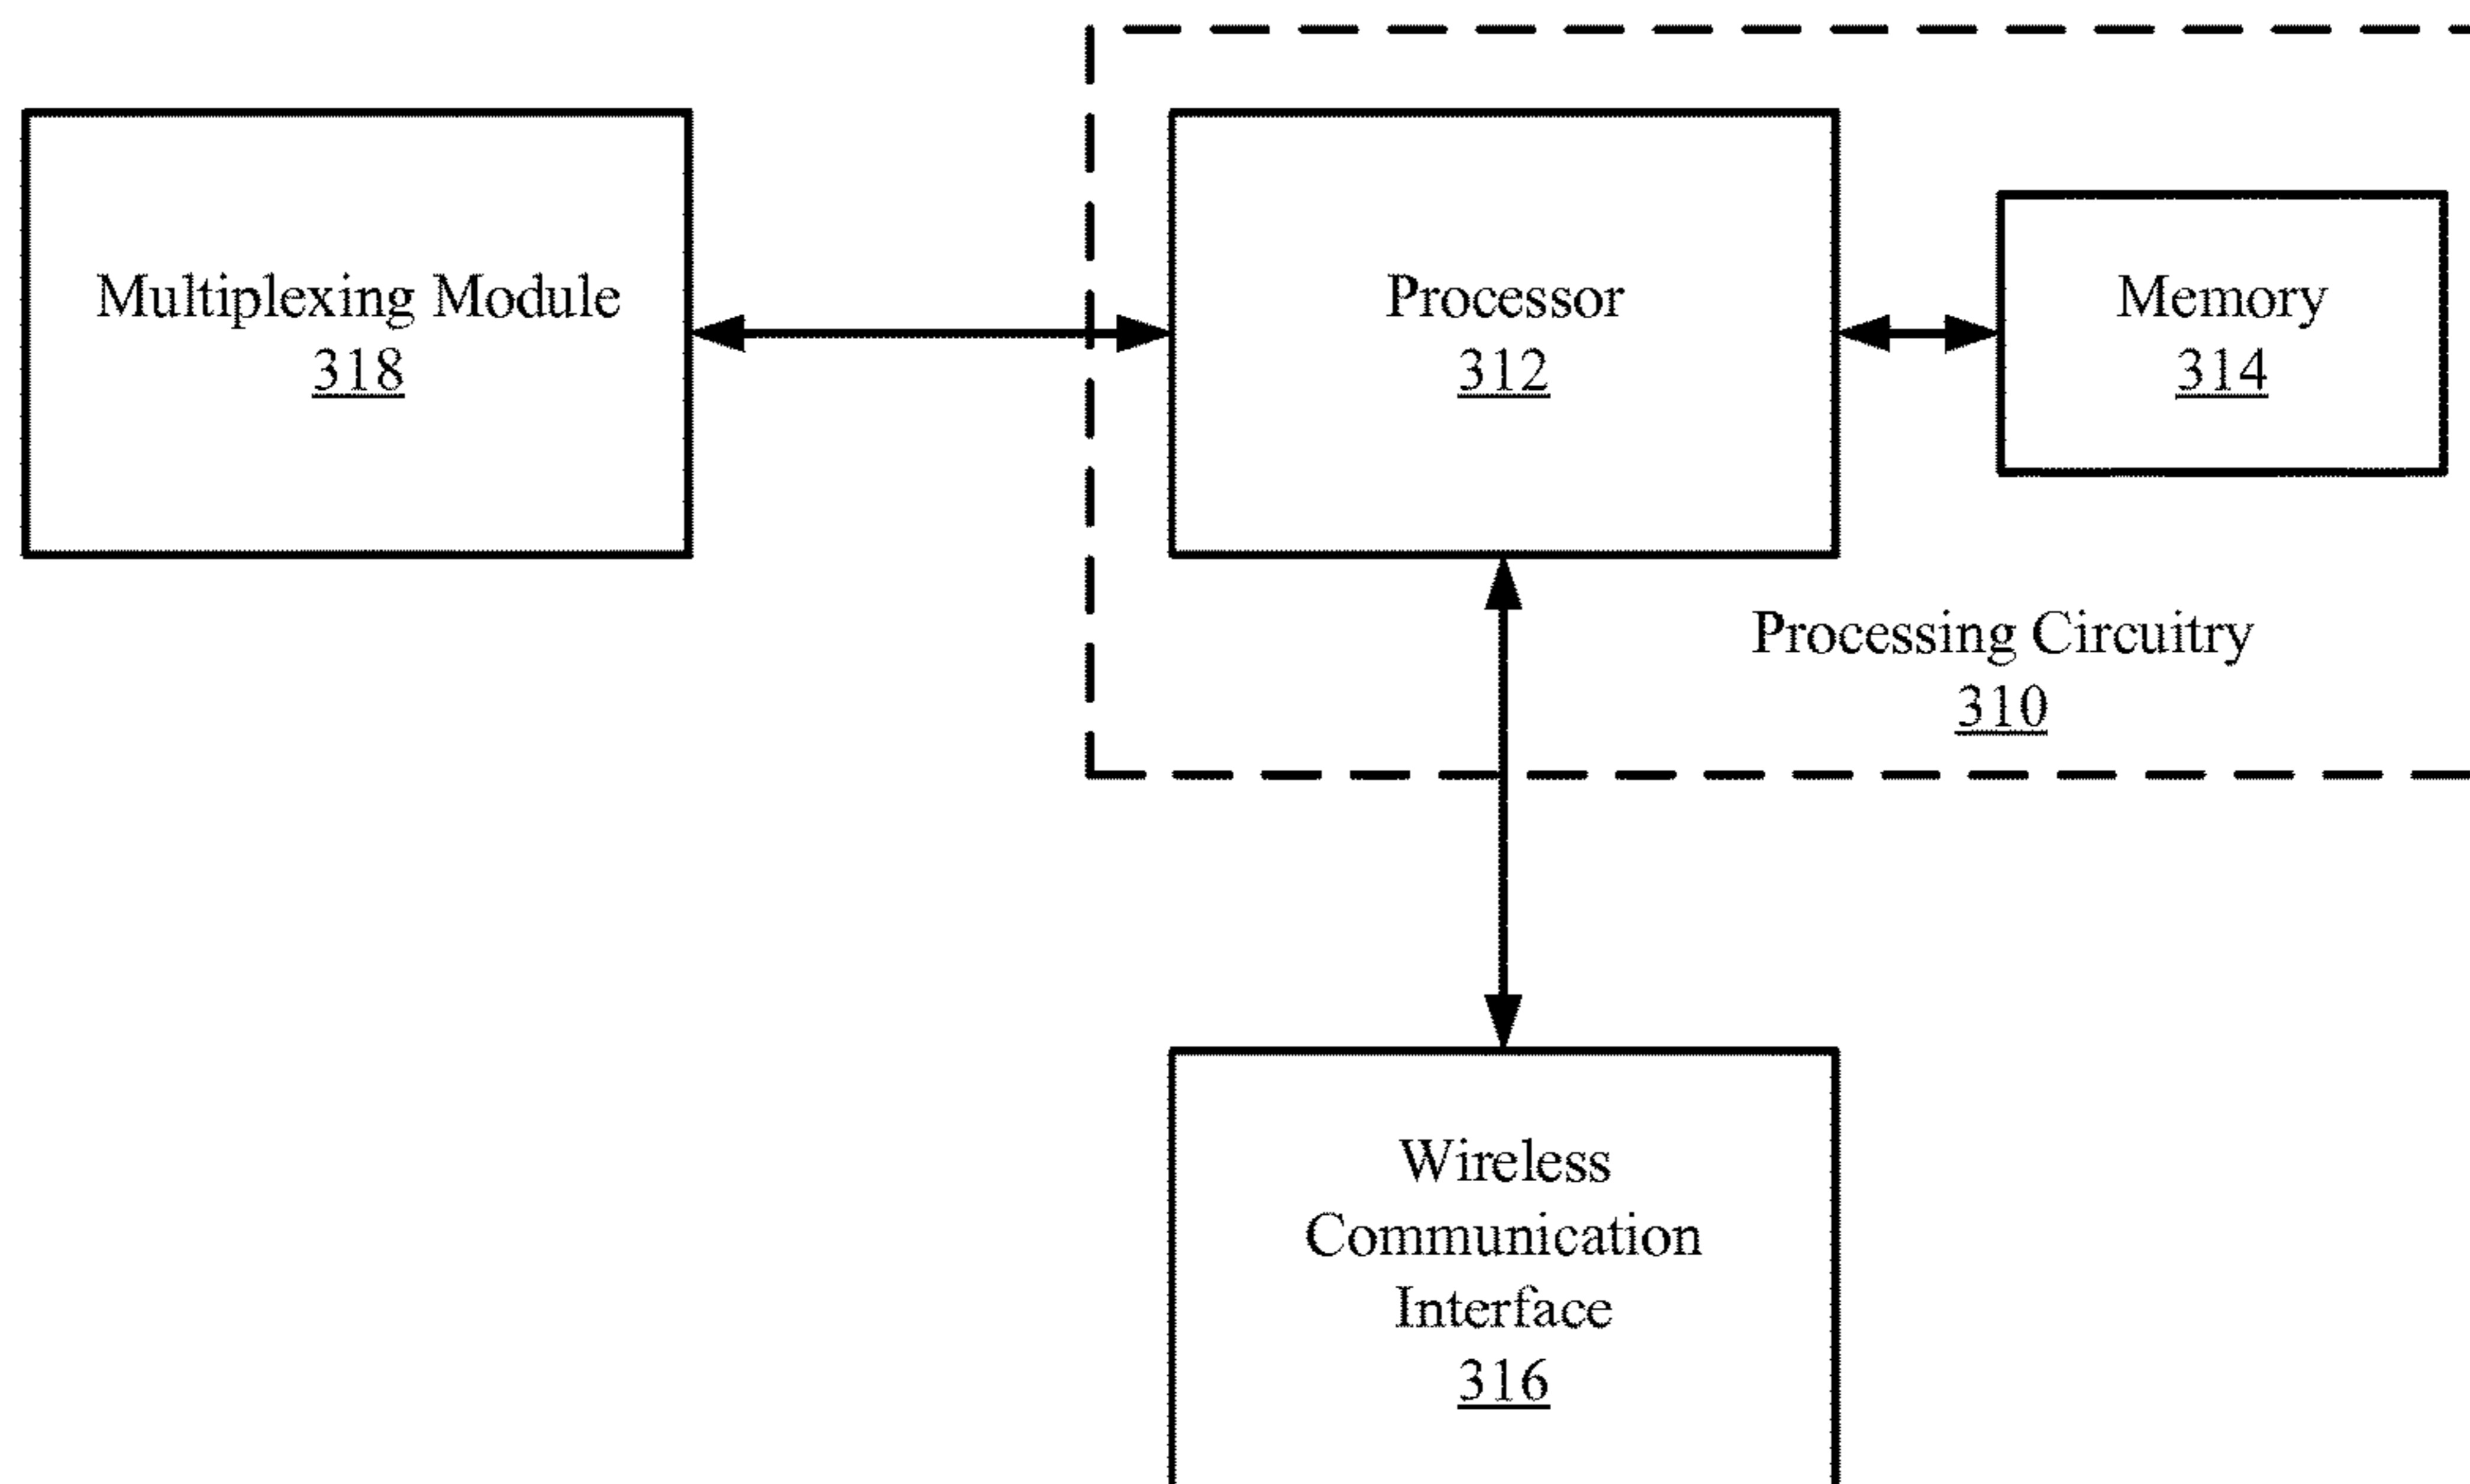 Multiplexing Module
318
Processor
312
Memory
314
Processing Circuitry
310
Wireless
Communication
Interface
316